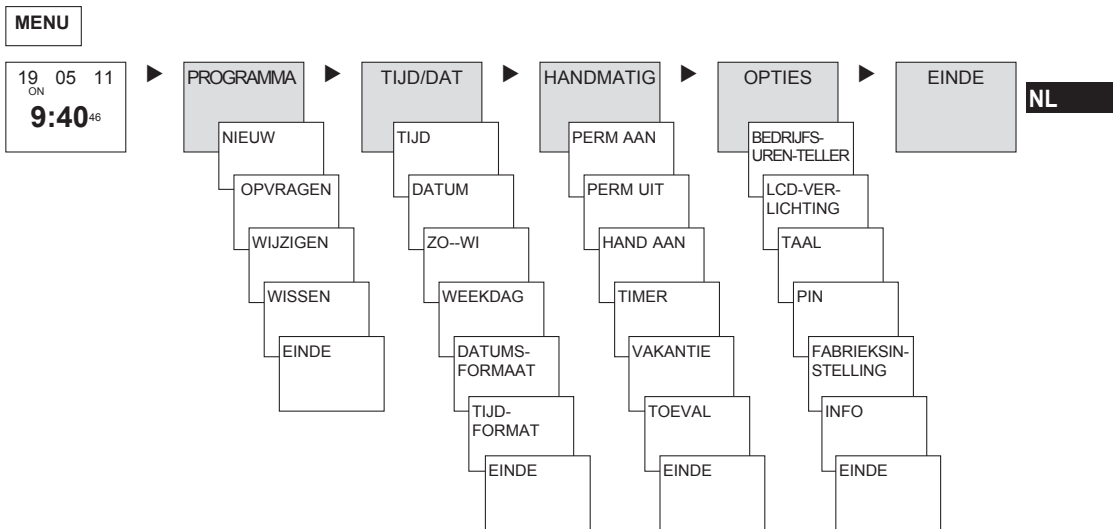 MENU
19 05 11
ON
9:40 46
PROGRAMMA
NIEUW
OPVRAGEN
WIJZIGEN
WISSEN
EINDE
TIJD/DAT
TIJD
DATUM
ZO--WI
WEEKDAG
DATUMS-
FORMAAT
TIJD-
FORMAT
EINDE
HANDMATIG
PERM AAN
PERM UIT
HAND AAN
TIMER
VAKANTIE
TOEVAL
EINDE
OPTIES
BEDRIJFS-
UREN-TELLER
LCD-VER-
LICHTING
TAAL
PIN
FABRIEKSIN-
STELLING
INFO
EINDE
EINDE
NL